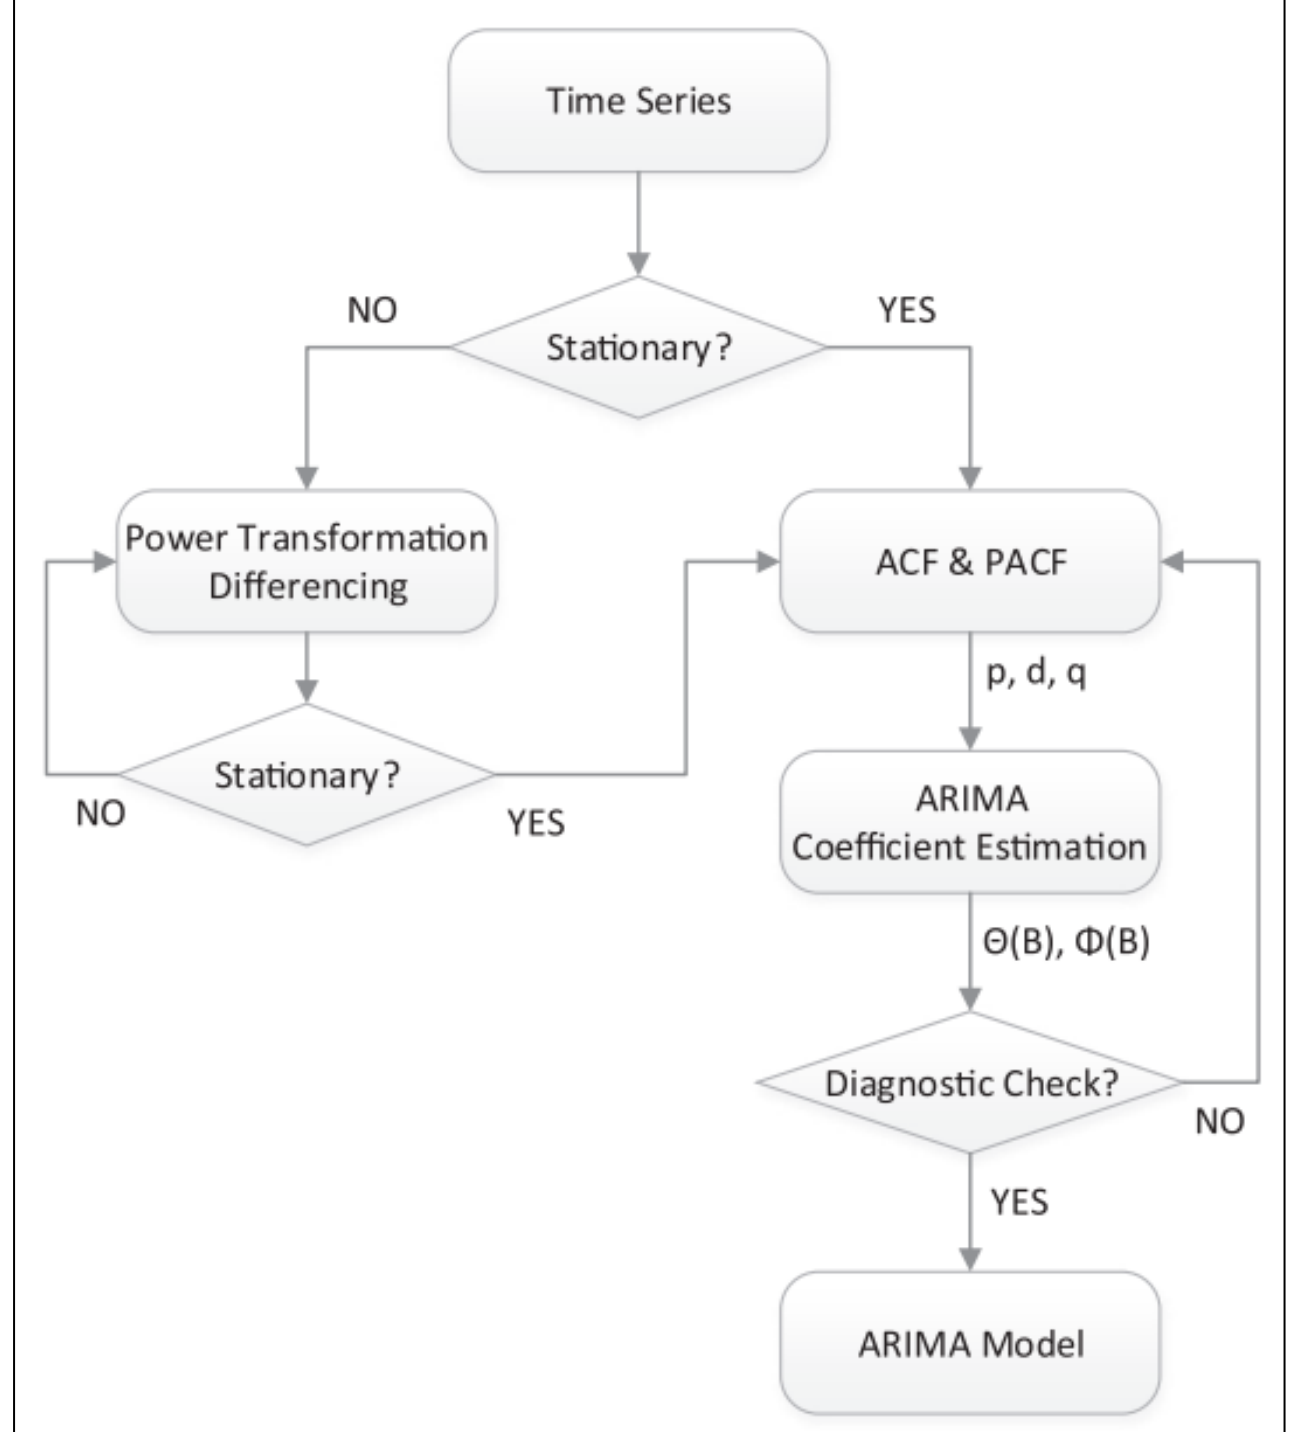 Time Series
NO
YES
Stationary?
Power Transformation
Differencing
ACF & PACF
p, d, q
Stationary?
NO
YES
ARIMA
Coefficient Estimation
Θ(B), Φ(B)
Diagnostic Check?
NO
YES
ARIMA Model